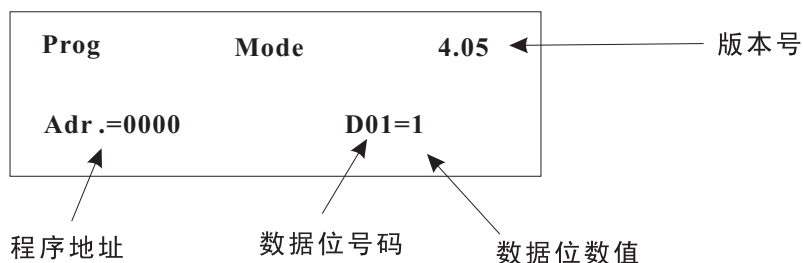 Prog Mode 4.05 版本号
Adr.=0000 D01=1
程序地址 数据位号码 数据位数值